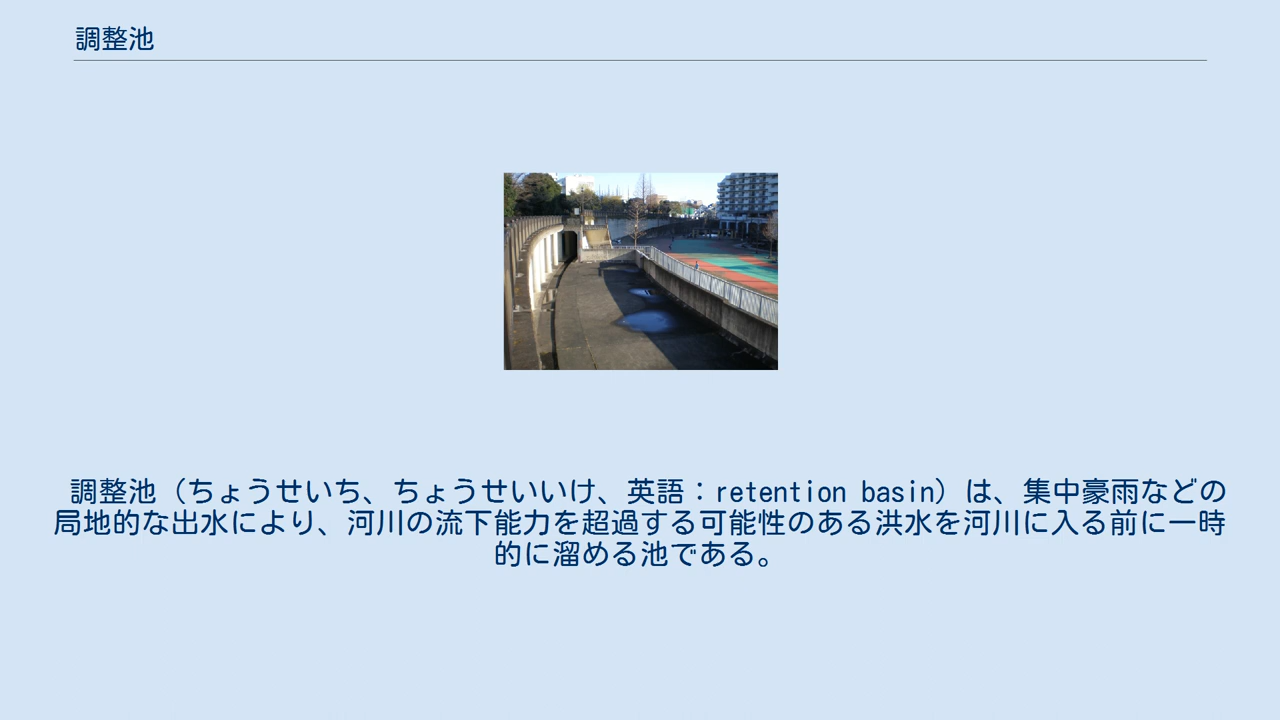 調整池
調整池（ちょうせいち、ちょうせいいけ、英語：retention basin）は、集中豪雨などの
局地的な出水により、河川の流下能力を超過する可能性のある洪水を河川に入る前に一時
的に溜める池である。